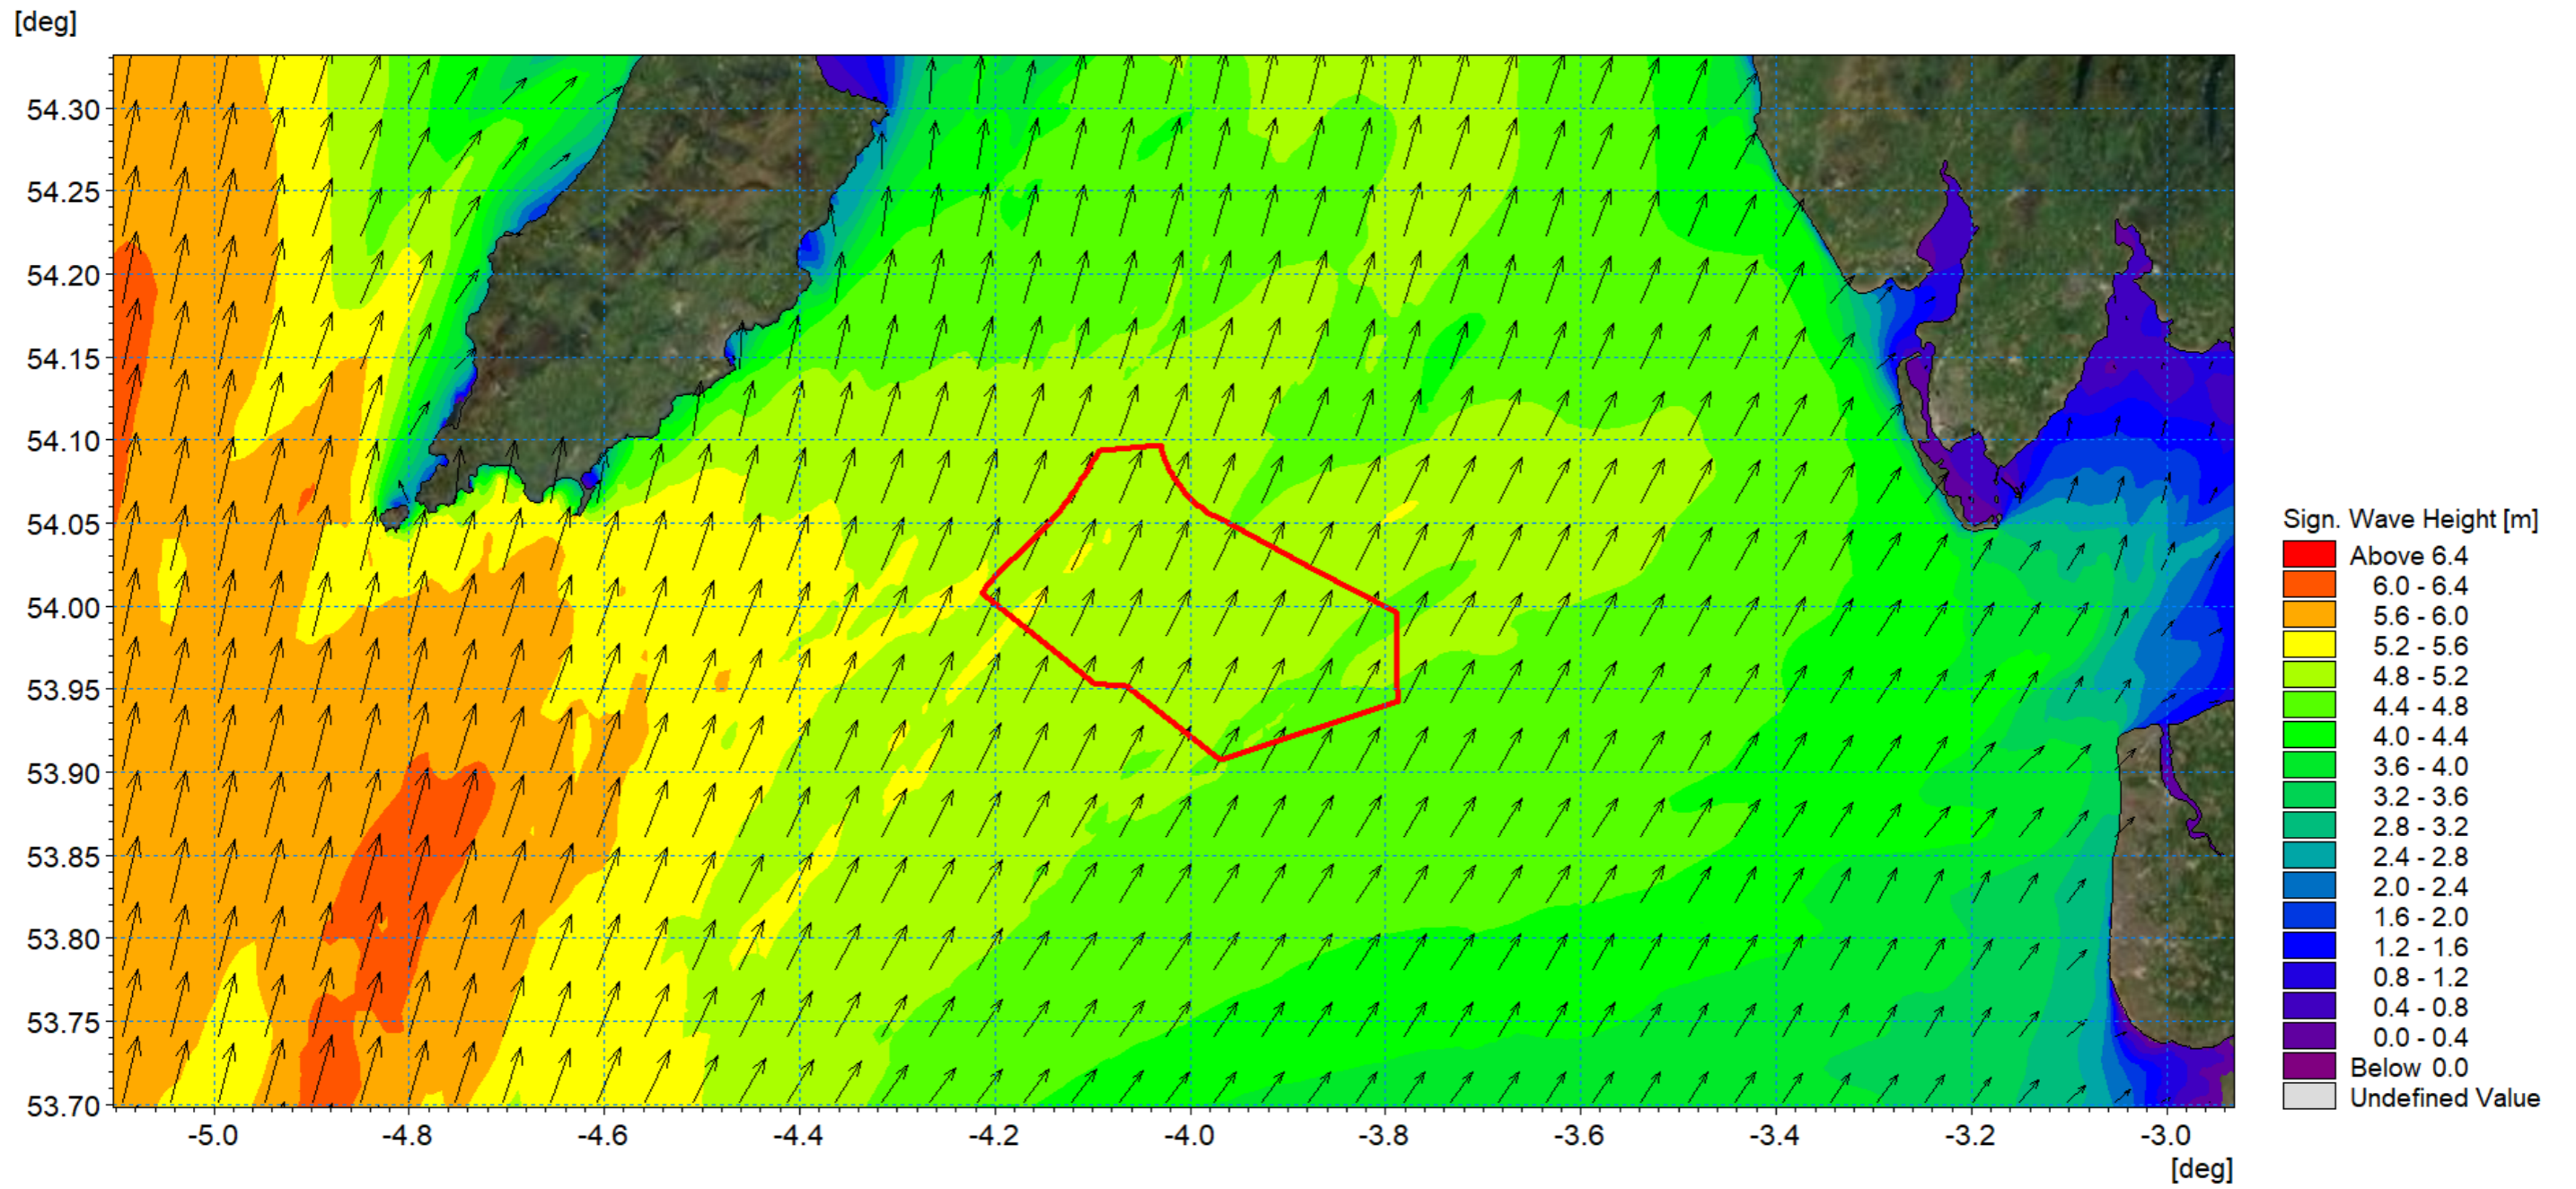 [deg]
54.30
54.25
54.20
54.15
54.10
54.05
54.00
53.95
53.90
53.85
53.80
53.75
53.70
-5.0 -4.8 -4.6 -4.4 -4.2 -4.0 -3.8 -3.6 -3.4 -3.2 -3.0
[deg]
Sign. Wave Height [m]
Above 6.4
6.0 - 6.4
5.6 - 6.0
5.2 - 5.6
4.8 - 5.2
4.4 - 4.8
4.0 - 4.4
3.6 - 4.0
3.2 - 3.6
2.8 - 3.2
2.4 - 2.8
2.0 - 2.4
1.6 - 2.0
1.2 - 1.6
0.8 - 1.2
0.4 - 0.8
0.0 - 0.4
Below 0.0
Undefined Value